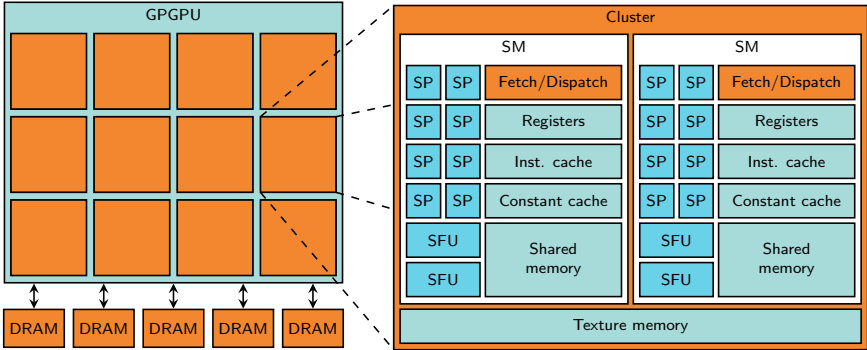 GPGPU
DRAM DRAM DRAM DRAM DRAM
Cluster
SM
SP SP Fetch/Dispatch
SP SP Registers
SP SP Inst. cache
SP SP Constant cache
SFU
SFU
Shared
memory
SM
SP SP Fetch/Dispatch
SP SP Registers
SP SP Inst. cache
SP SP Constant cache
SFU
SFU
Shared
memory
Texture memory